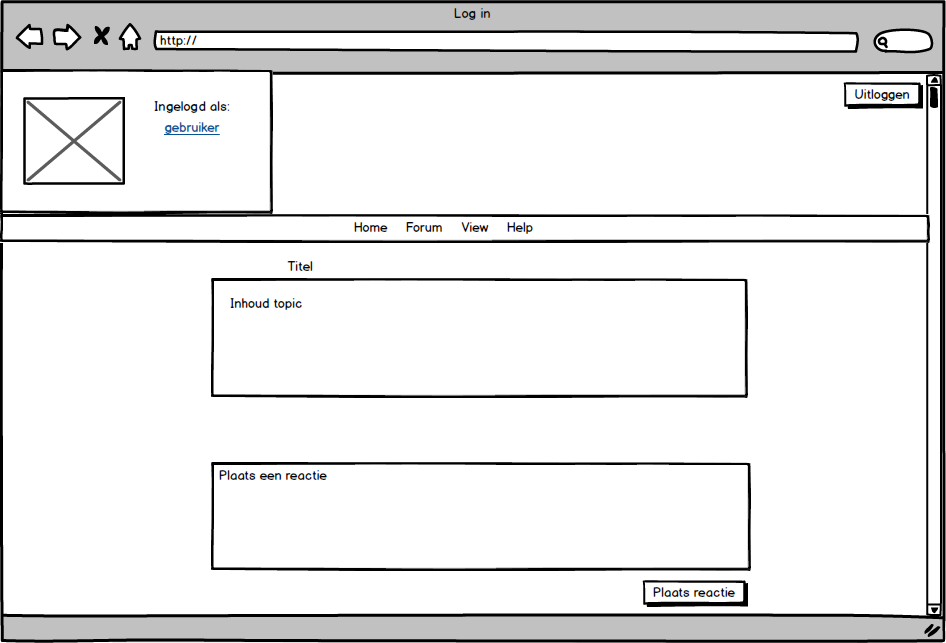 Log in
http://
Ingelogd als:
gebruiker
Uitloggen
Home Forum View Help
Titel
Inhoud topic
Plaats een reactie
Plaats reactie